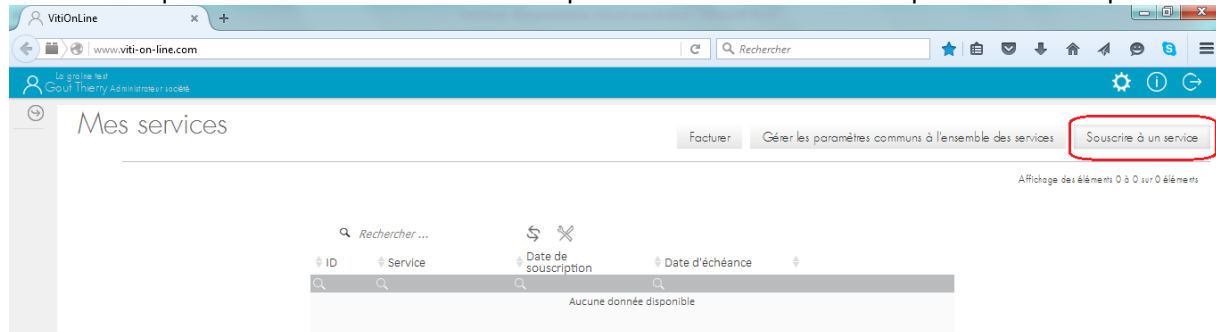 VitiOnLine
www.viti-on-line.com
Rechercher
La graine test
Gout Thierry Administrateur société
Mes services
Facturer Gérer les paramètres communs à l'ensemble des services Souscrire à un service
Affichage des éléments 0 à 0 sur 0 éléments
Rechercher ...
ID Service Date de souscription Date d'échéance
Aucune donnée disponible